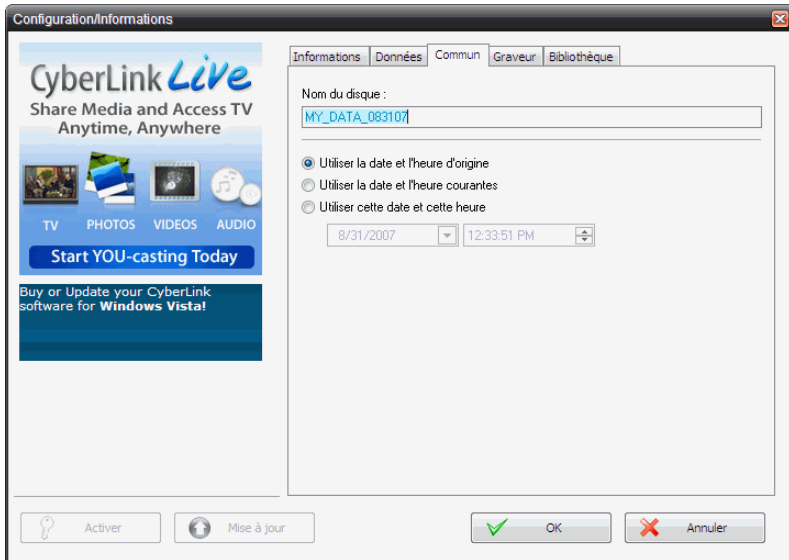 Configuration/Informations
CyberLink Live
Share Media and Access TV
Anytime, Anywhere
TV PHOTOS VIDEOS AUDIO
Start YOU-casting Today
Buy or Update your CyberLink
software for Windows Vista!
Informations Données Commun Graveur Bibliothèque
Nom du disque :
MY_DATA_083107
Utiliser la date et l'heure d'origine
Utiliser la date et l'heure courantes
Utiliser cette date et cette heure
8/31/2007 12:33:51 PM
Activer Mise à jour OK Annuler